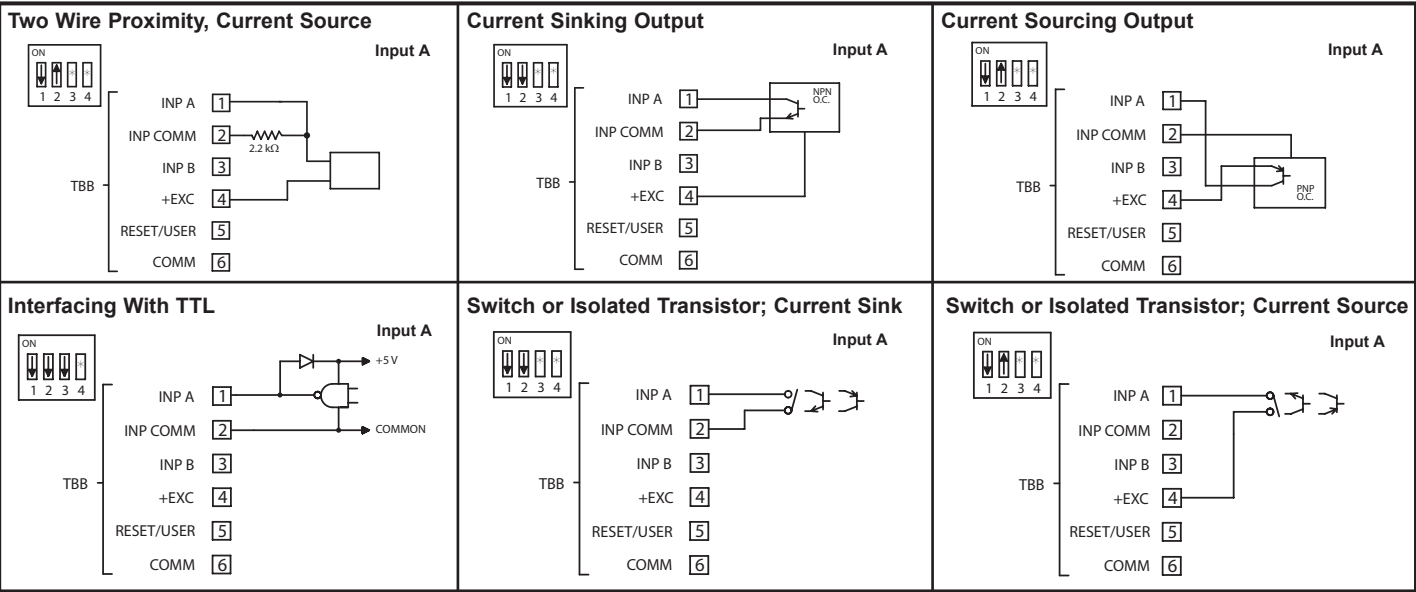 Two Wire Proximity, Current Source
Input A
ON
* *
1 2 3 4
INP A 1
INP COMM 2
2.2 kΩ
INP B 3
TBB
+EXC 4
RESET/USER 5
COMM 6
Current Sinking Output
Input A
ON
* *
1 2 3 4
NPN
O.C.
INP A 1
INP COMM 2
INP B 3
TBB
+EXC 4
RESET/USER 5
COMM 6
Current Sourcing Output
Input A
ON
* *
1 2 3 4
INP A 1
INP COMM 2
INP B 3
TBB
+EXC 4
PNP
O.C.
RESET/USER 5
COMM 6
Interfacing With TTL
Input A
ON
*
1 2 3 4
+5 V
INP A 1
INP COMM 2
COMMON
INP B 3
TBB
+EXC 4
RESET/USER 5
COMM 6
Switch or Isolated Transistor; Current Sink
Input A
ON
* *
1 2 3 4
INP A 1
INP COMM 2
INP B 3
TBB
+EXC 4
RESET/USER 5
COMM 6
Switch or Isolated Transistor; Current Source
Input A
ON
* *
1 2 3 4
INP A 1
INP COMM 2
INP B 3
TBB
+EXC 4
RESET/USER 5
COMM 6